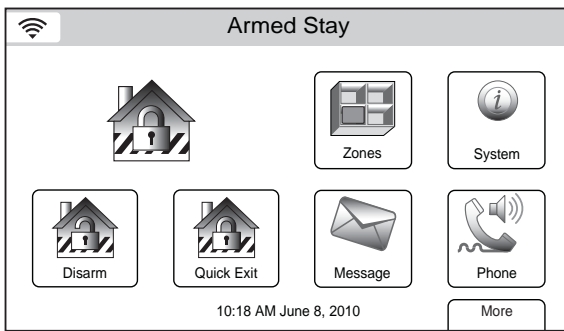 Armed Stay
Zones
System
Disarm
Quick Exit
Message
Phone
10:18 AM June 8, 2010
More